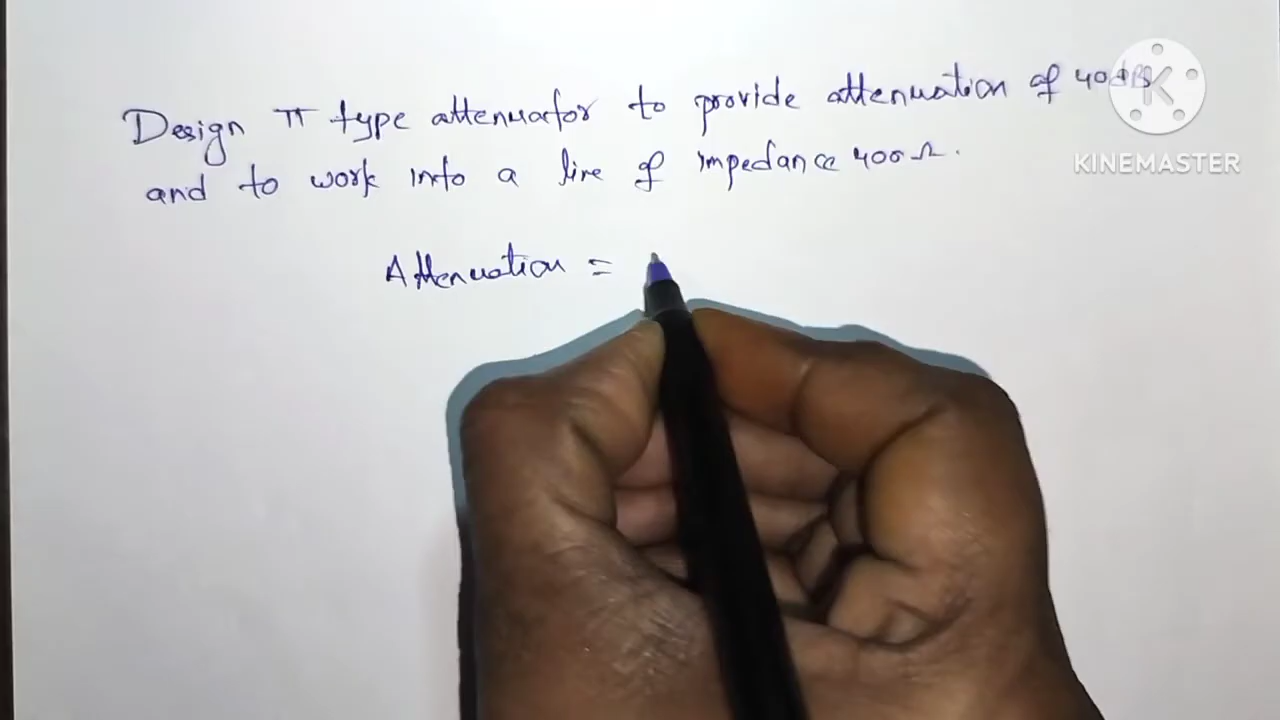 Design π type attenuator to provide attenuation of 40dB
and to work into a line of impedance 400Ω.
KINEMASTER
Attenuation =